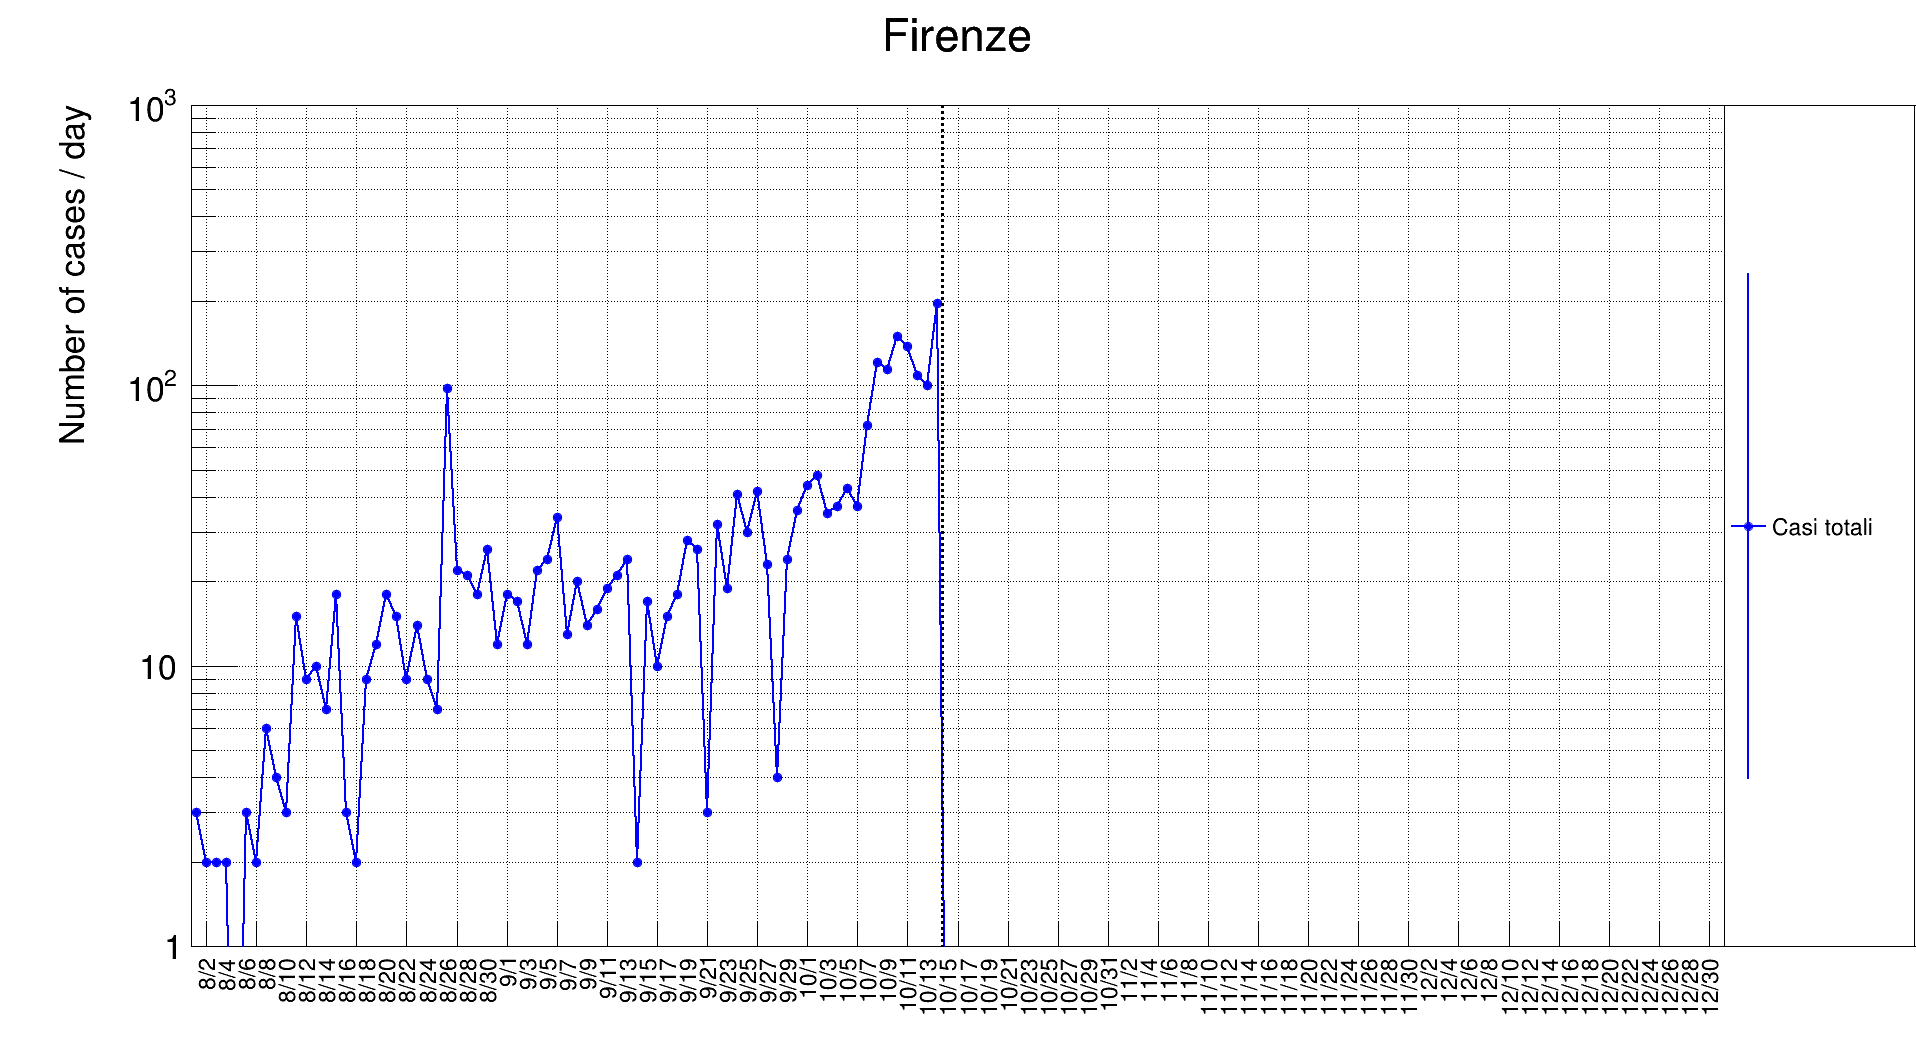 Firenze
Number of cases / day
10³
10²
10
1
8/2 8/4 8/6 8/8 8/10 8/12 8/14 8/16 8/18 8/20 8/22 8/24 8/26 8/28 8/30 9/1 9/3 9/5 9/7 9/9 9/11 9/13 9/15 9/17 9/19 9/21 9/23 9/25 9/27 9/29 10/1 10/3 10/5 10/7 10/9 10/11 10/13 10/15 10/17 10/19 10/21 10/23 10/25 10/27 10/29 10/31 11/2 11/4 11/6 11/8 11/10 11/12 11/14 11/16 11/18 11/20 11/22 11/24 11/26 11/28 11/30 12/2 12/4 12/6 12/8 12/10 12/12 12/14 12/16 12/18 12/20 12/22 12/24 12/26 12/28 12/30
Casi totali